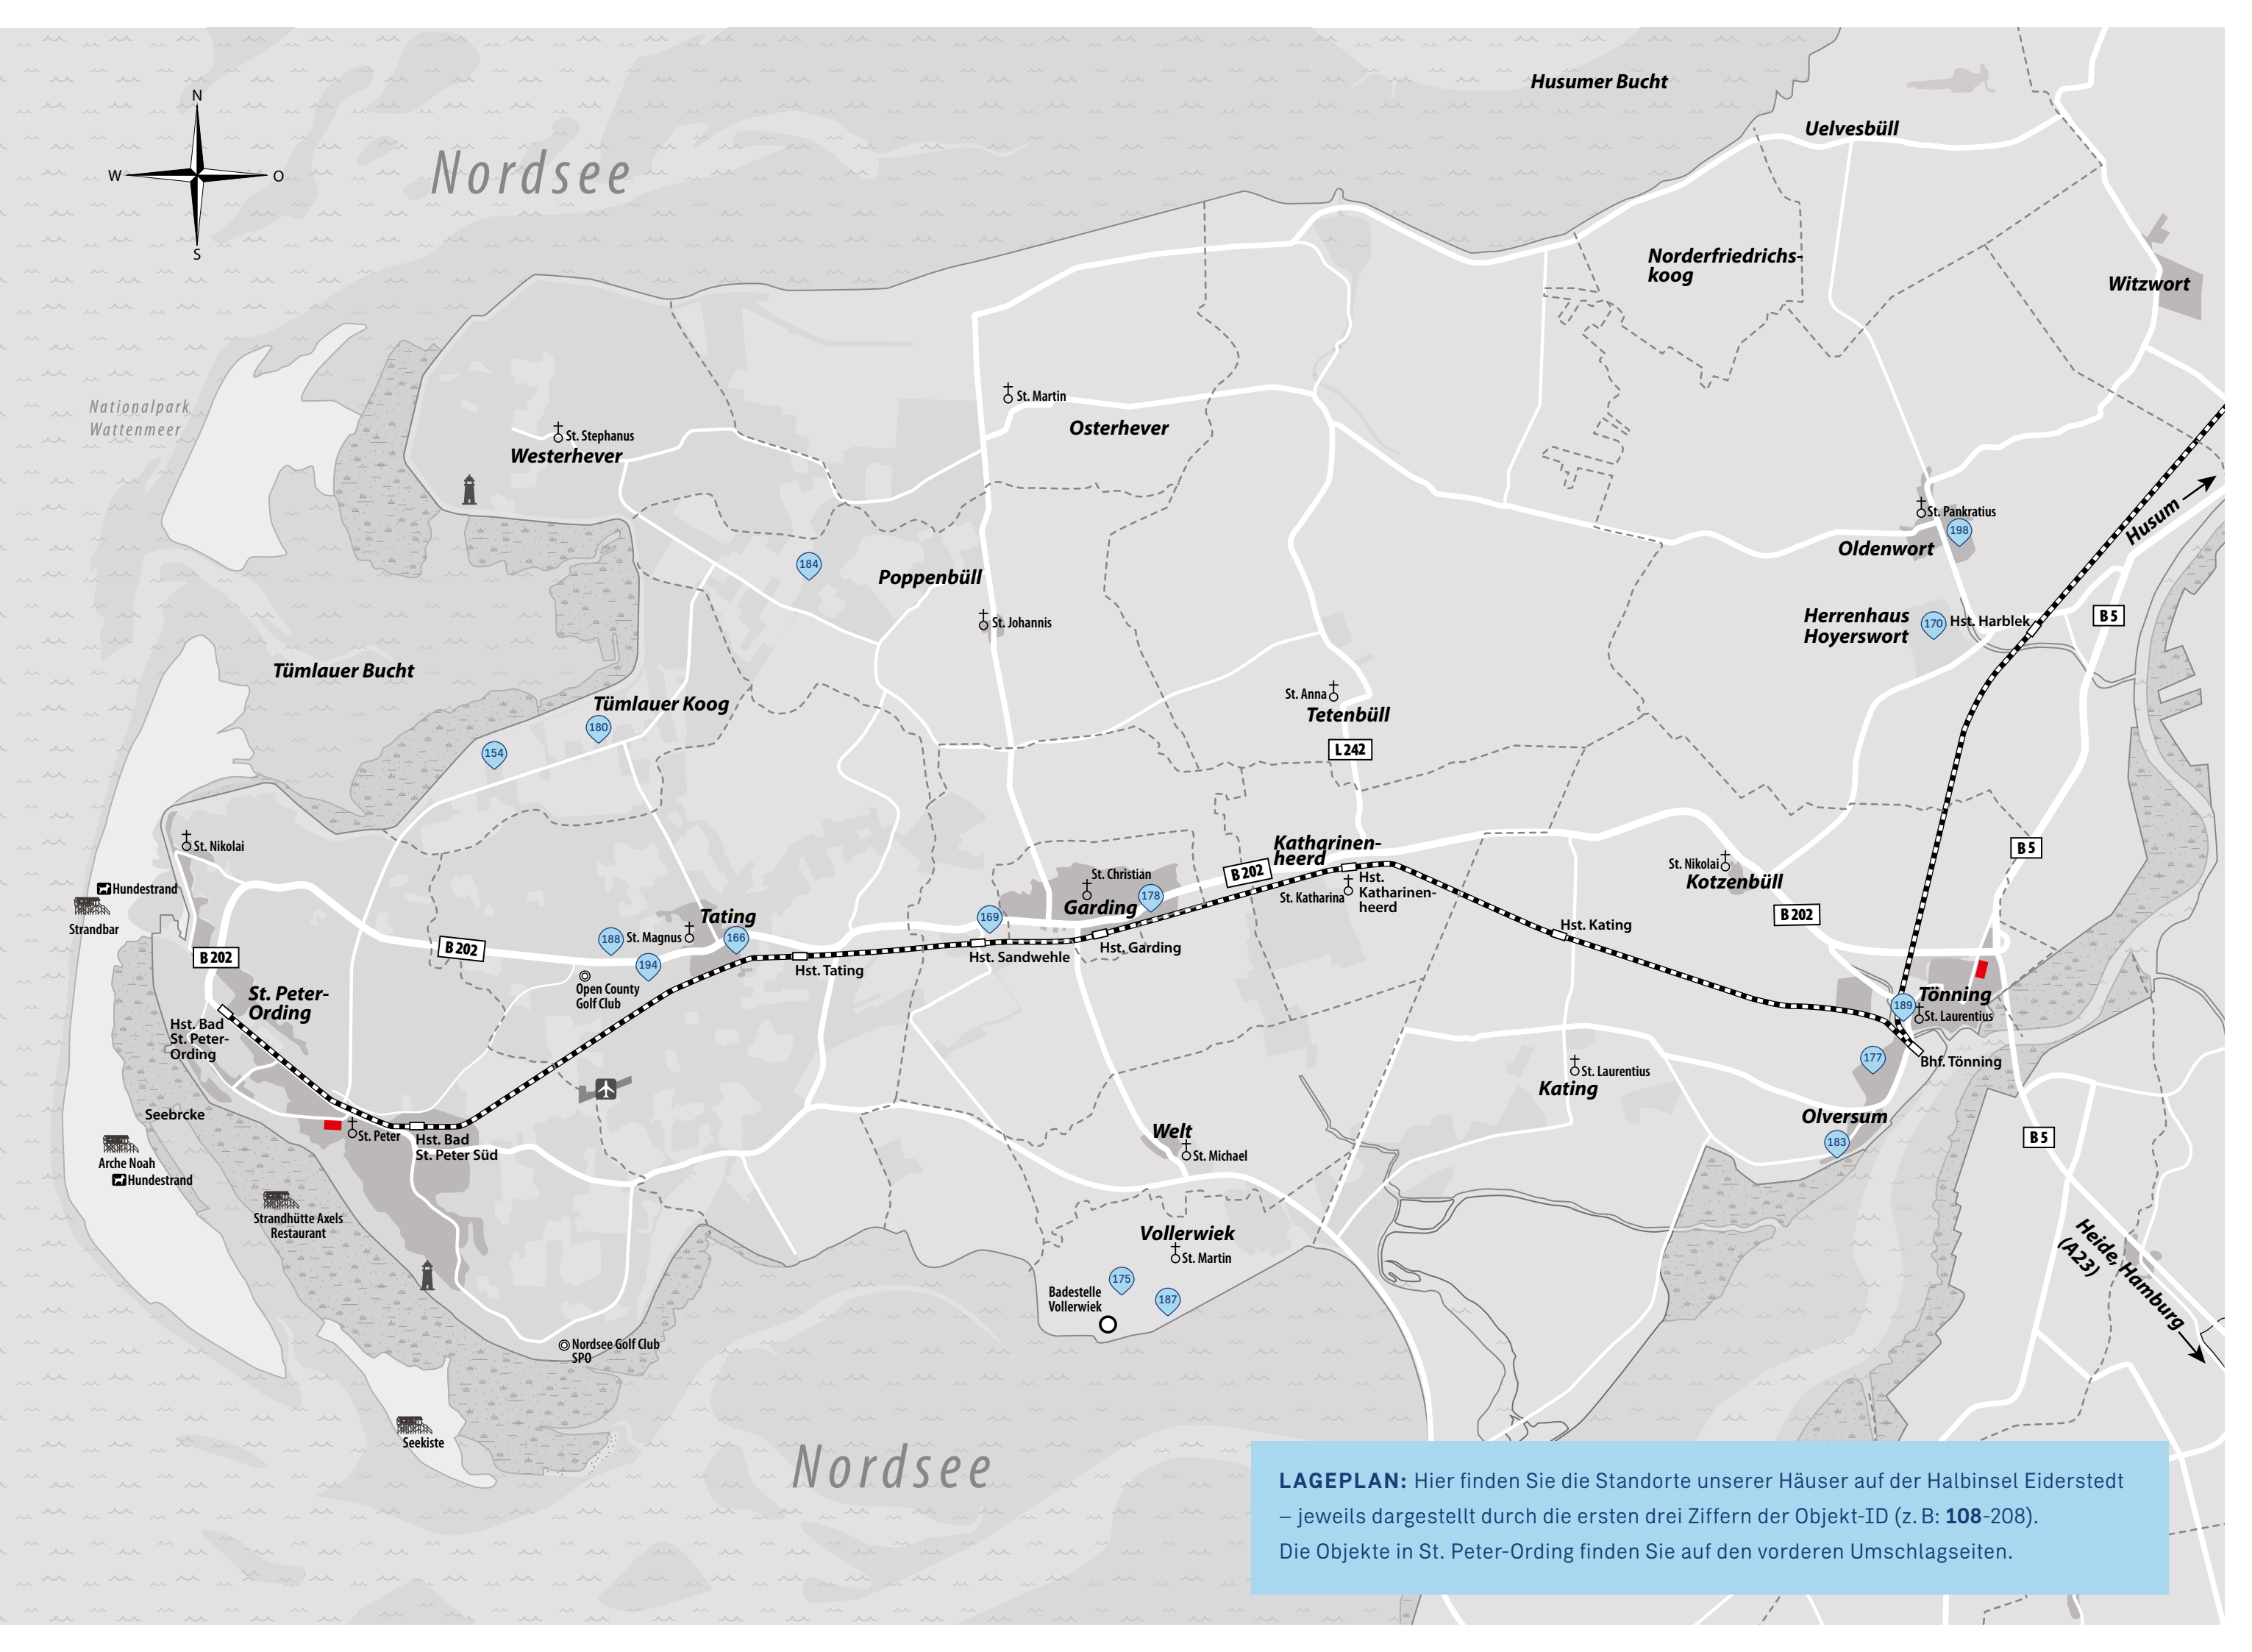 Husumer Bucht
N
W
O
S
Nordsee
Uelvesbüll
Norderfriedrichs-
koog
Witzwort
Nationalpark
Wattenmeer
St. Martin
Osterhever
St. Stephanus
Westerhever
St. Pankratius
198
Oldenwort
Husum
184
Poppenbüll
St. Johannis
Herrenhaus
Hoyerswort
170
Hst. Harblek
B 5
Tümlauer Bucht
Tümlauer Koog
180
154
St. Anna
Tetenbüll
L 242
St. Nikolai
Hundestrand
Strandbar
B 202
St. Peter-
Ording
Hst. Bad
St. Peter-
Ording
B 202
Tating
188
St. Magnus
166
194
Open County
Golf Club
Hst. Tating
169
Hst. Sandwehle
St. Christian
Garding
178
Hst. Garding
B 202
Katharinen-
heerd
St. Katharina
Hst.
Katharinen-
heerd
St. Nikolai
Kotzenbüll
B 202
B 5
Hst. Kating
189
Tönning
St. Laurentius
177
Bhf. Tönning
St. Laurentius
Kating
Olversum
183
B 5
Seebrcke
Arche Noah
Hundestrand
St. Peter
Hst. Bad
St. Peter Süd
Strandhütte Axels
Restaurant
Welt
St. Michael
Vollerwiek
St. Martin
175
187
Badestelle
Vollerwiek
Heide, Hamburg
(A23)
Nordsee Golf Club
SPO
Seekiste
Nordsee
LAGEPLAN: Hier finden Sie die Standorte unserer Häuser auf der Halbinsel Eiderstedt
– jeweils dargestellt durch die ersten drei Ziffern der Objekt-ID (z. B: 108-208).
Die Objekte in St. Peter-Ording finden Sie auf den vorderen Umschlagseiten.